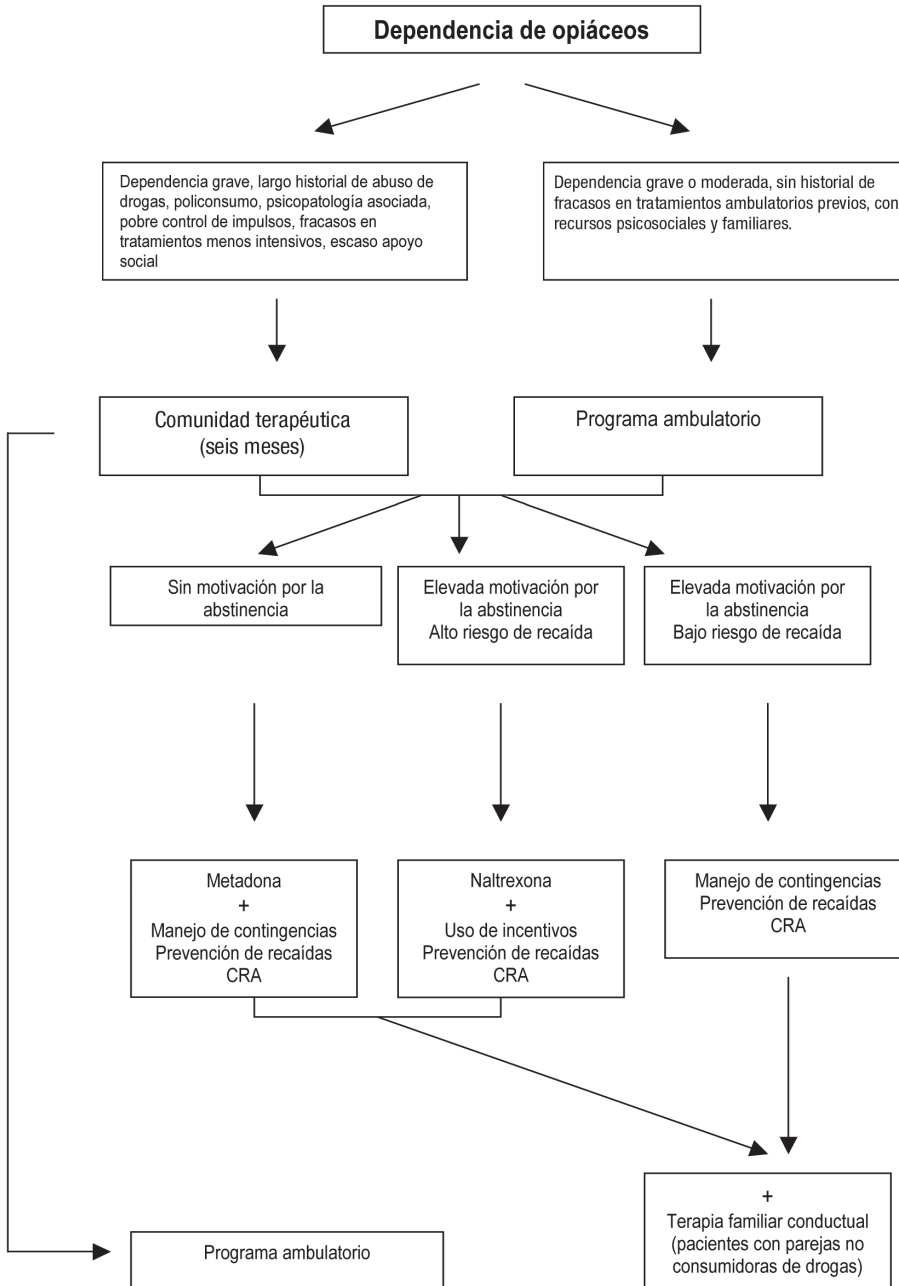 Dependencia de opiáceos
Dependencia grave, largo historial de abuso de
drogas, policonsumo, psicopatología asociada,
pobre control de impulsos, fracasos en
tratamientos menos intensivos, escaso apoyo
social
Dependencia grave o moderada, sin historial de
fracasos en tratamientos ambulatorios previos, con
recursos psicosociales y familiares.
Comunidad terapéutica
(seis meses)
Programa ambulatorio
Sin motivación por la
abstinencia
Elevada motivación por
la abstinencia
Alto riesgo de recaída
Elevada motivación por
la abstinencia
Bajo riesgo de recaída
Metadona
+
Manejo de contingencias
Prevención de recaídas
CRA
Naltrexona
+
Uso de incentivos
Prevención de recaídas
CRA
Manejo de contingencias
Prevención de recaídas
CRA
+
Terapia familiar conductual
(pacientes con parejas no
consumidoras de drogas)
Programa ambulatorio